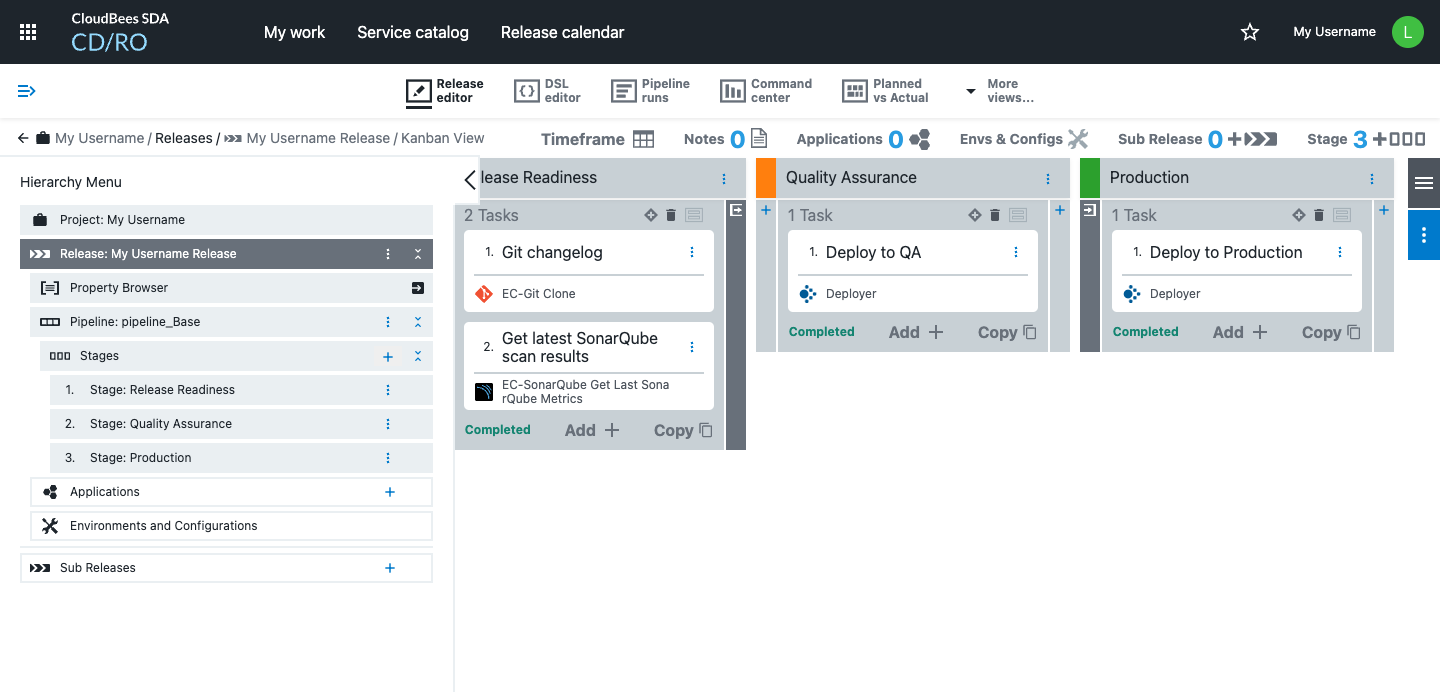 CloudBees SDA
CD/RO
My work
Service catalog
Release calendar
My Username
L
Release
editor
DSL
editor
Pipeline
runs
Command
center
Planned
vs Actual
More
views...
My Username / Releases / My Username Release / Kanban View
Timeframe
Notes 0
Applications 0
Envs & Configs
Sub Release 0
Stage 3
Hierarchy Menu
Project: My Username
Release: My Username Release
Property Browser
Pipeline: pipeline_Base
Stages
1. Stage: Release Readiness
2. Stage: Quality Assurance
3. Stage: Production
Applications
Environments and Configurations
Sub Releases
lease Readiness
2 Tasks
1. Git changelog
EC-Git Clone
2. Get latest SonarQube
scan results
EC-SonarQube Get Last Sona
rQube Metrics
Completed
Add
Copy
Quality Assurance
1 Task
1. Deploy to QA
Deployer
Completed
Add
Copy
Production
1 Task
1. Deploy to Production
Deployer
Completed
Add
Copy